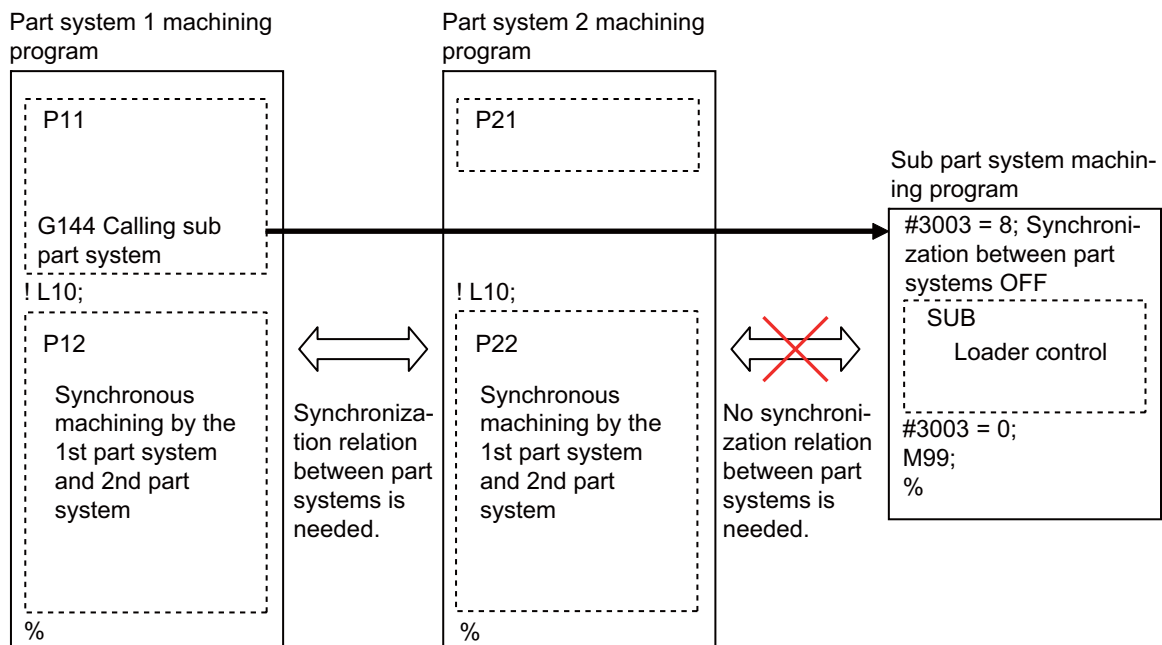 Part system 1 machining
program
P11
G144 Calling sub
part system
! L10;
P12
Synchronous
machining by the
1st part system
and 2nd part
system
%
Synchroniza-
tion relation
between part
systems is
needed.
Part system 2 machining
program
P21
! L10;
P22
Synchronous
machining by the
1st part system
and 2nd part
system
%
No synchroni-
zation relation
between part
systems is
needed.
Sub part system machin-
ing program
#3003 = 8; Synchroni-
zation between part
systems OFF
SUB
Loader control
#3003 = 0;
M99;
%